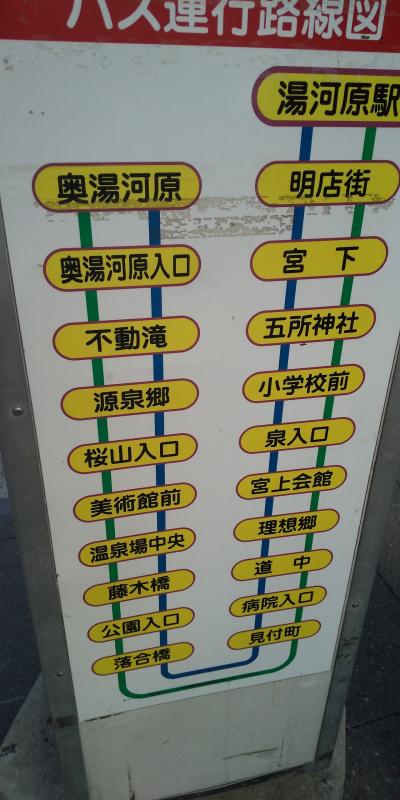 バス運行路線図
湯河原駅
明店街
宮 下
五所神社
小学校前
泉入口
宮上会館
理想郷
道 中
病院入口
見付町
奥湯河原
奥湯河原入口
不動滝
源泉郷
桜山入口
美術館前
温泉場中央
藤木橋
公園入口
落合橋